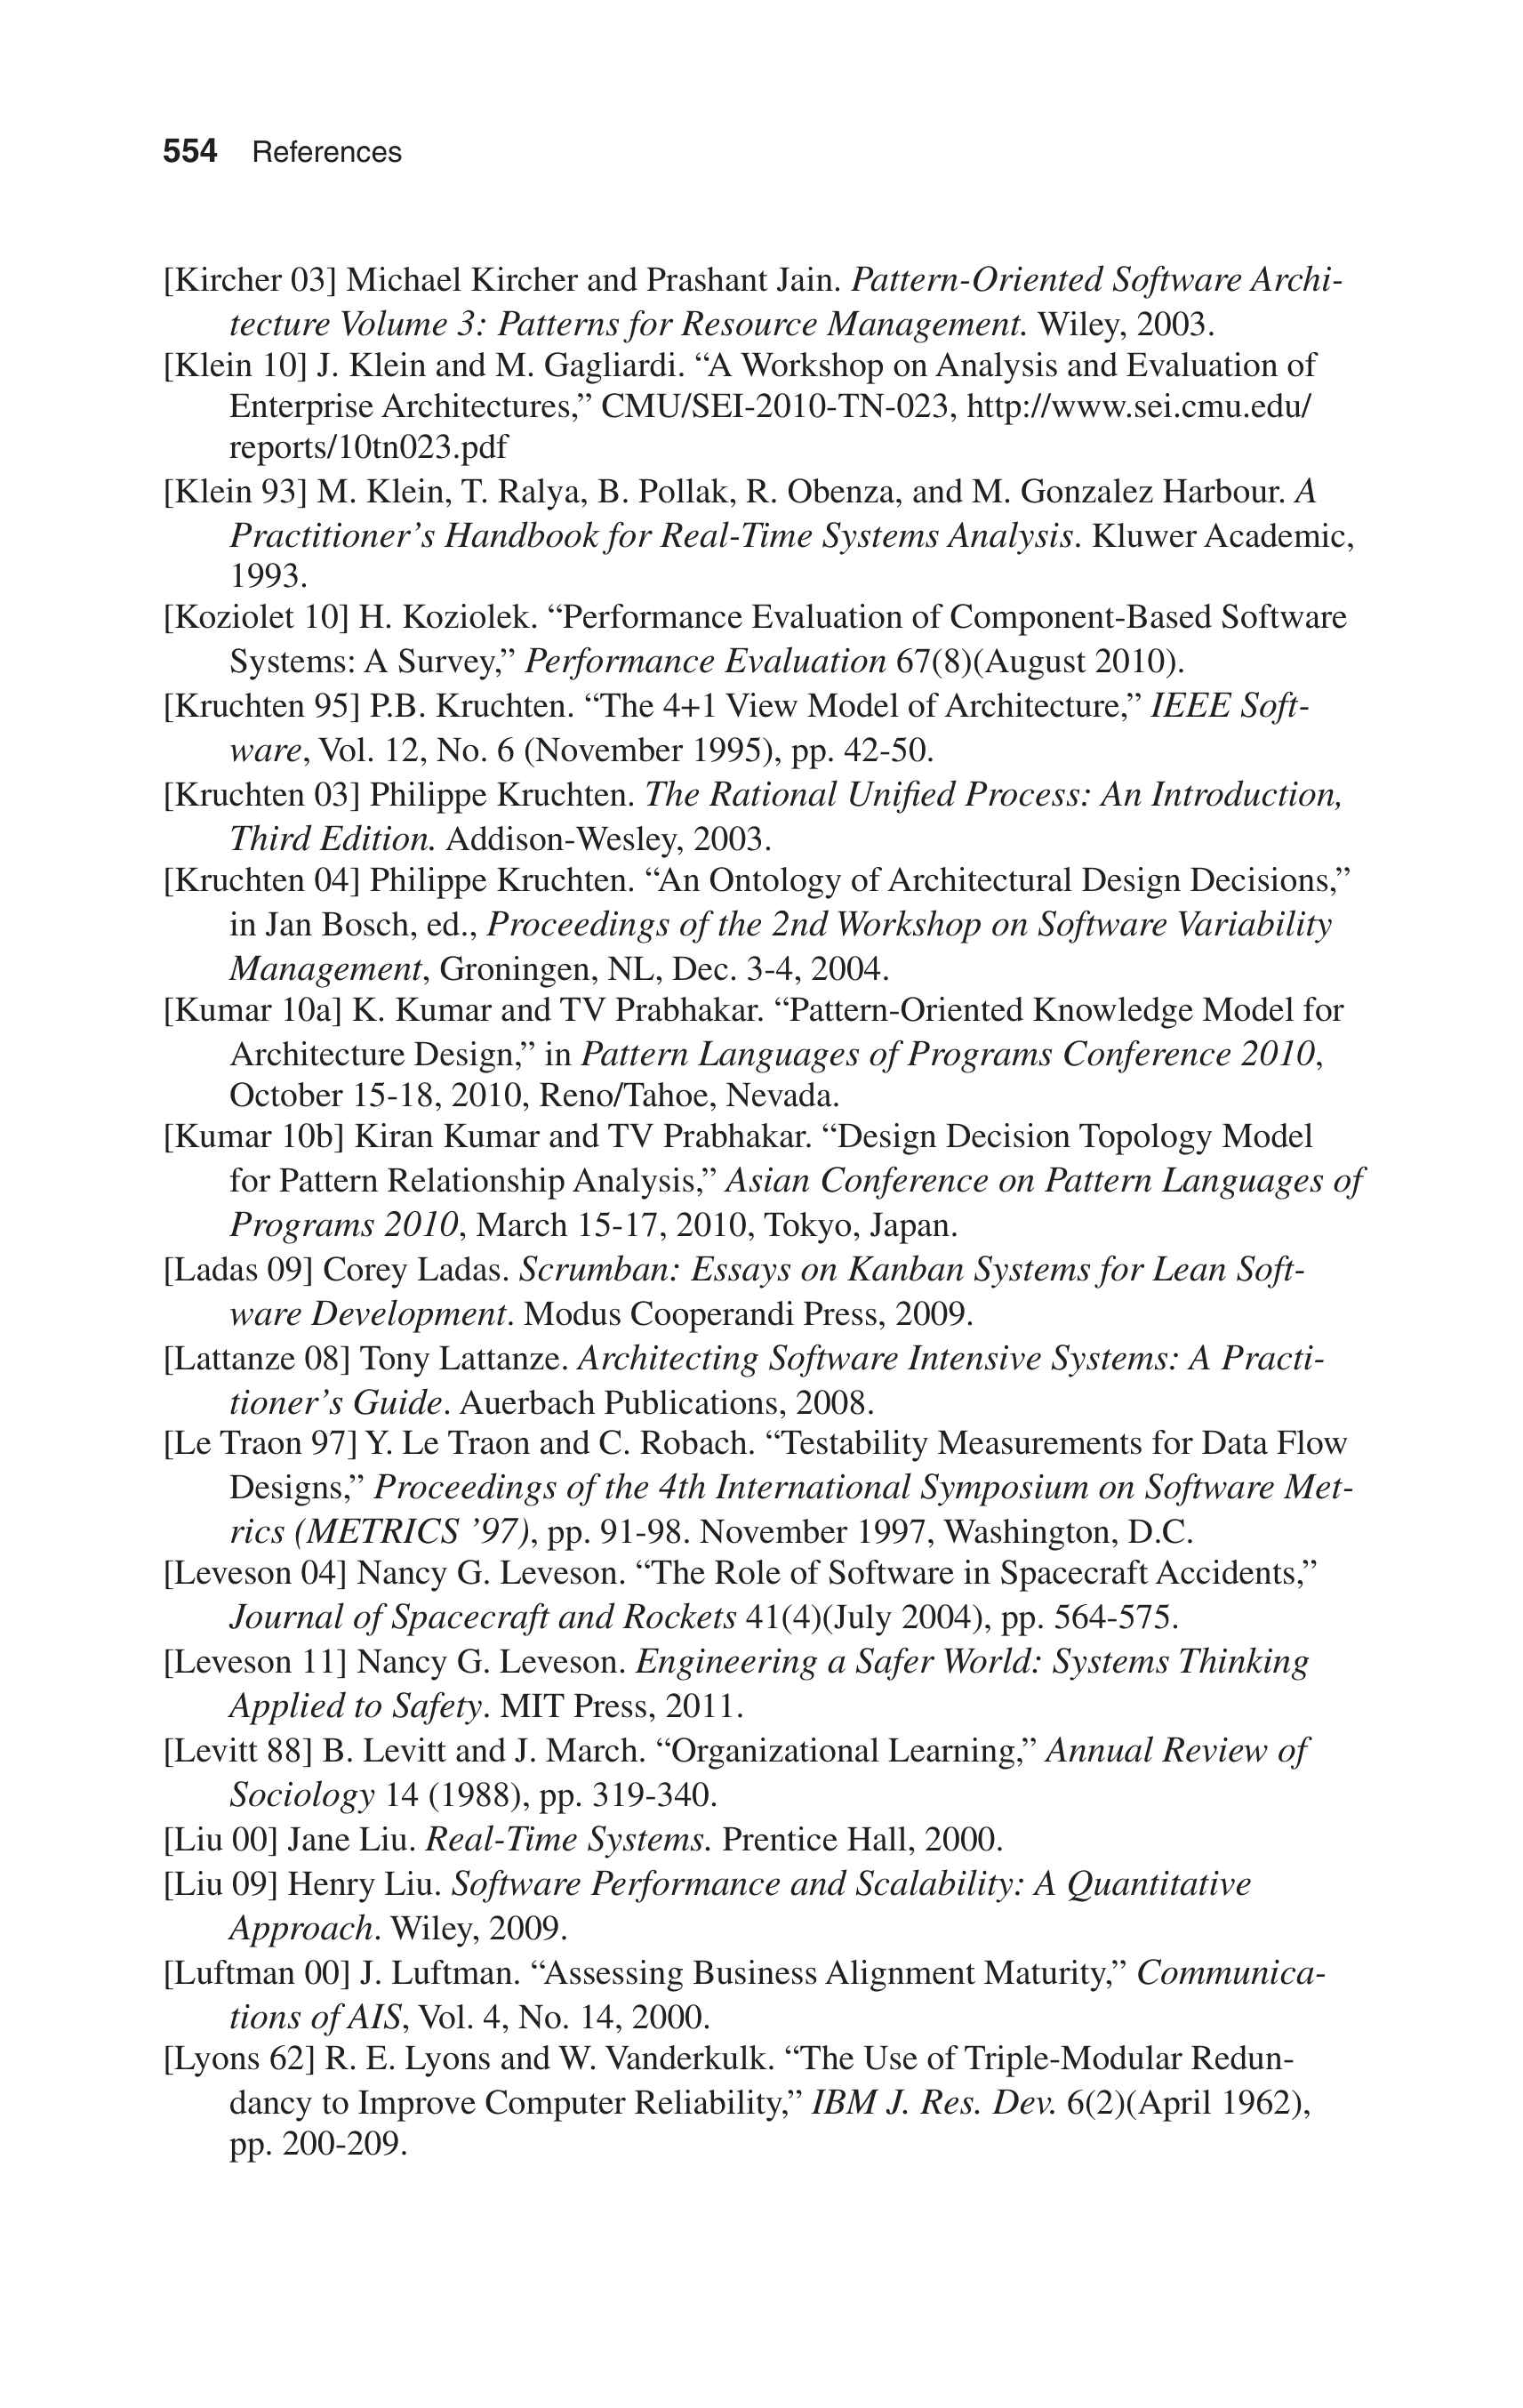 554 References
[Kircher 03] Michael Kircher and Prashant Jain. Pattern-Oriented Software Archi-
tecture Volume 3: Patterns for Resource Management. Wiley, 2003.
[Klein 10] J. Klein and M. Gagliardi. “A Workshop on Analysis and Evaluation of
Enterprise Architectures,” CMU/SEI-2010-TN-023, http://www.sei.cmu.edu/
reports/10tn023.pdf
[Klein 93] M. Klein, T. Ralya, B. Pollak, R. Obenza, and M. Gonzalez Harbour. A
Practitioner’s Handbook for Real-Time Systems Analysis. Kluwer Academic,
1993.
[Koziolet 10] H. Koziolek. “Performance Evaluation of Component-Based Software
Systems: A Survey,” Performance Evaluation 67(8)(August 2010).
[Kruchten 95] P.B. Kruchten. “The 4+1 View Model of Architecture,” IEEE Soft-
ware, Vol. 12, No. 6 (November 1995), pp. 42-50.
[Kruchten 03] Philippe Kruchten. The Rational Unified Process: An Introduction,
Third Edition. Addison-Wesley, 2003.
[Kruchten 04] Philippe Kruchten. “An Ontology of Architectural Design Decisions,”
in Jan Bosch, ed., Proceedings of the 2nd Workshop on Software Variability
Management, Groningen, NL, Dec. 3-4, 2004.
[Kumar 10a] K. Kumar and TV Prabhakar. “Pattern-Oriented Knowledge Model for
Architecture Design,” in Pattern Languages of Programs Conference 2010,
October 15-18, 2010, Reno/Tahoe, Nevada.
[Kumar 10b] Kiran Kumar and TV Prabhakar. “Design Decision Topology Model
for Pattern Relationship Analysis,” Asian Conference on Pattern Languages of
Programs 2010, March 15-17, 2010, Tokyo, Japan.
[Ladas 09] Corey Ladas. Scrumban: Essays on Kanban Systems for Lean Soft-
ware Development. Modus Cooperandi Press, 2009.
[Lattanze 08] Tony Lattanze. Architecting Software Intensive Systems: A Practi-
tioner’s Guide. Auerbach Publications, 2008.
[Le Traon 97] Y. Le Traon and C. Robach. “Testability Measurements for Data Flow
Designs,” Proceedings of the 4th International Symposium on Software Met-
rics (METRICS ’97), pp. 91-98. November 1997, Washington, D.C.
[Leveson 04] Nancy G. Leveson. “The Role of Software in Spacecraft Accidents,”
Journal of Spacecraft and Rockets 41(4)(July 2004), pp. 564-575.
[Leveson 11] Nancy G. Leveson. Engineering a Safer World: Systems Thinking
Applied to Safety. MIT Press, 2011.
[Levitt 88] B. Levitt and J. March. “Organizational Learning,” Annual Review of
Sociology 14 (1988), pp. 319-340.
[Liu 00] Jane Liu. Real-Time Systems. Prentice Hall, 2000.
[Liu 09] Henry Liu. Software Performance and Scalability: A Quantitative
Approach. Wiley, 2009.
[Luftman 00] J. Luftman. “Assessing Business Alignment Maturity,” Communica-
tions of AIS, Vol. 4, No. 14, 2000.
[Lyons 62] R. E. Lyons and W. Vanderkulk. “The Use of Triple-Modular Redun-
dancy to Improve Computer Reliability,” IBM J. Res. Dev. 6(2)(April 1962),
pp. 200-209.